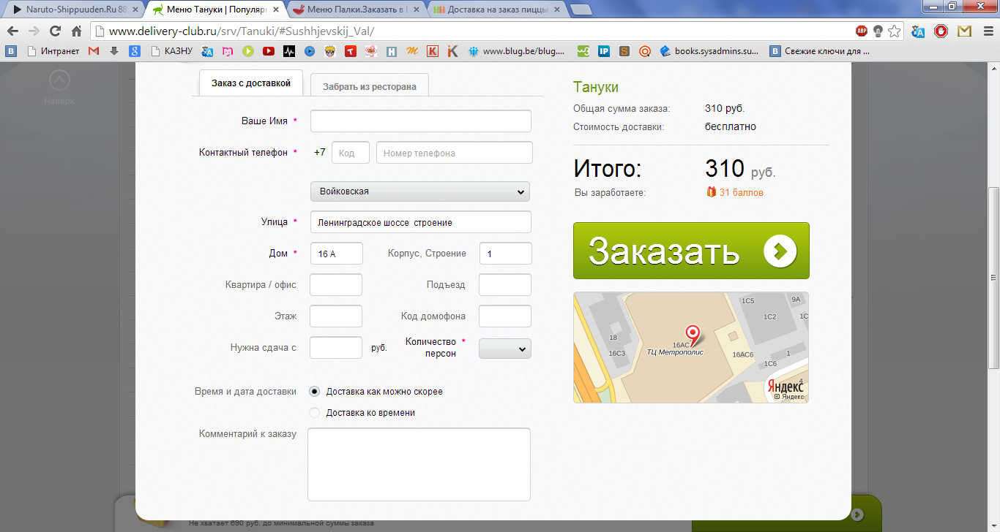 Naruto-Shippuuden.Ru 88
Меню Тануки | Популярн
Меню Палки.Заказать в
Доставка на заказ пиццы
www.delivery-club.ru/srv/Tanuki/#Sushhjevskij_Val/
Интранет
КАЗНУ
www.blug.be/blug....
books.sysadmins.su...
Свежие ключи для ...
Наверх
Заказ с доставкой
Забрать из ресторана
Ваше Имя *
Контактный телефон * +7 Код Номер телефона
Войковская
Улица * Ленинградское шоссе строение
Дом * 16 А Корпус, Строение 1
Квартира / офис Подъезд
Этаж Код домофона
Нужна сдача с руб. Количество * персон
Время и дата доставки Доставка как можно скорее
Доставка ко времени
Комментарий к заказу
Тануки
Общая сумма заказа: 310 руб.
Стоимость доставки: бесплатно
Итого: 310 руб.
Вы заработаете: 31 баллов
Заказать
1С5
9А
1С2
1С
18
16АС
ТЦ Метрополис
16С3
16АС6
1
1С6
4
Яндекс
© Яндекс
Не хватает 690 руб. до минимальной суммы заказа